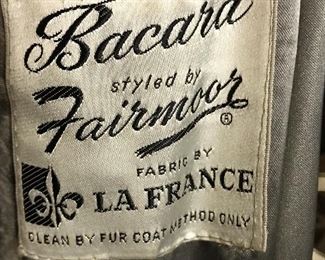 Bacara
styled by
Fairmoor ®
FABRIC BY
LA FRANCE
CLEAN BY FUR COAT METHOD ONLY